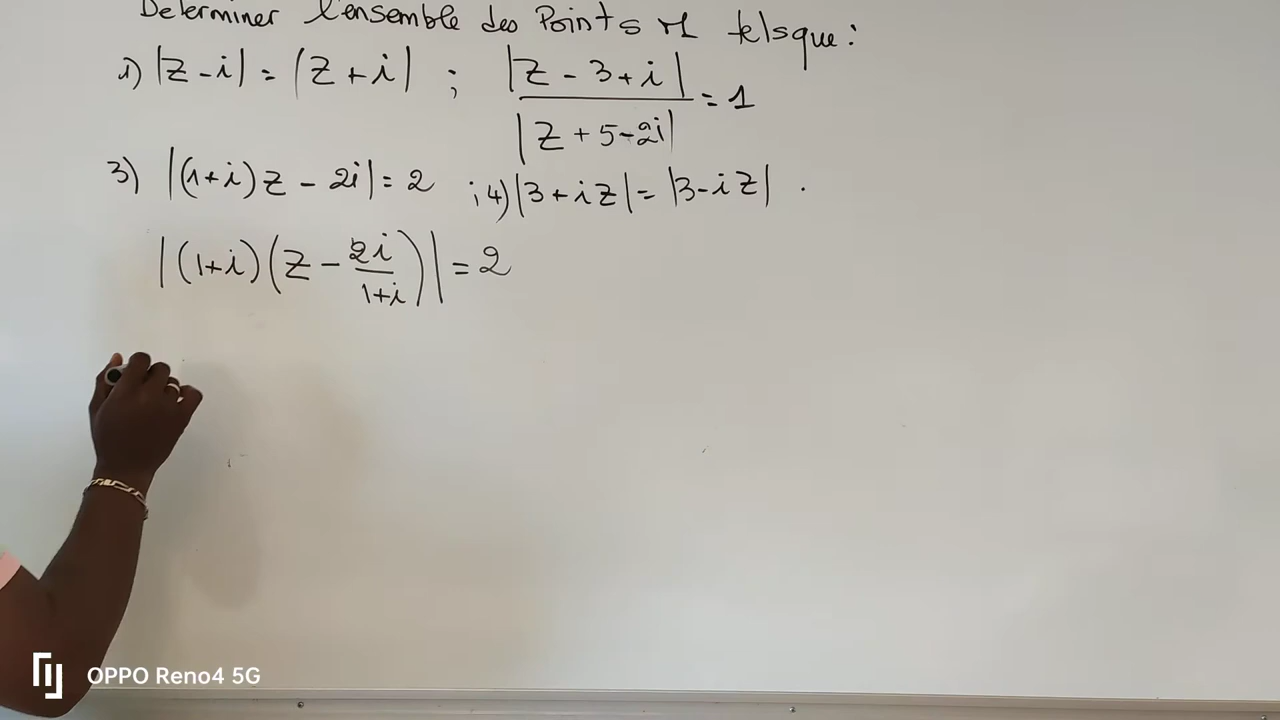 Determiner l'ensemble des Points M telsque :
1) |z - i| = |z + i| ; |z - 3 + i| / |z + 5 - 2i| = 1
3) |(1+i)z - 2i| = 2 ; 4) |3 + iz| = |3 - iz| .
|(1+i)(z - 2i/(1+i))| = 2
OPPO Reno4 5G